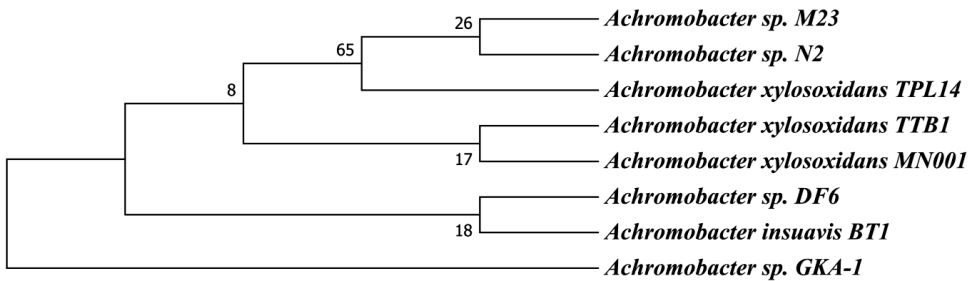 Achromobacter sp. M23
26
Achromobacter sp. N2
65
Achromobacter xylosoxidans TPL14
8
Achromobacter xylosoxidans TTB1
17
Achromobacter xylosoxidans MN001
Achromobacter sp. DF6
18
Achromobacter insuavis BT1
Achromobacter sp. GKA-1